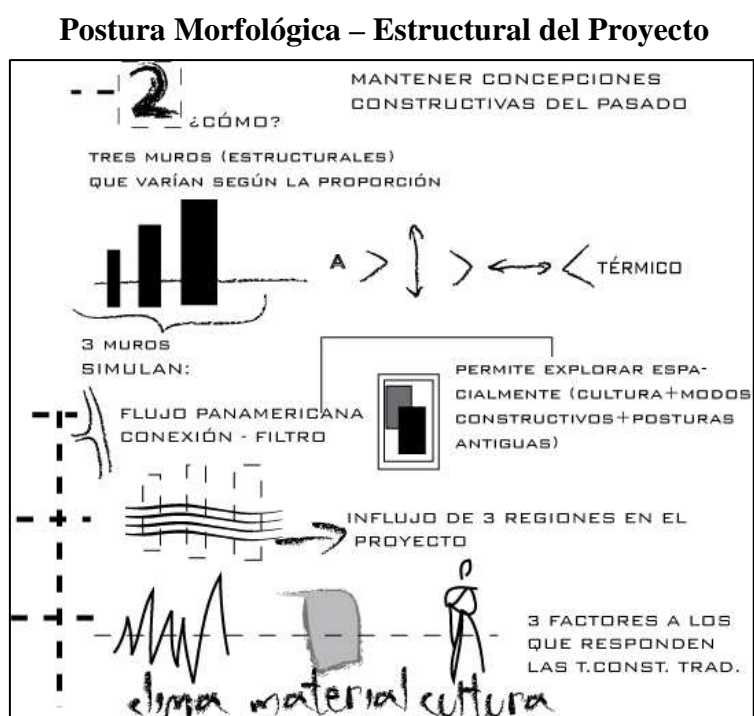 Postura Morfológica – Estructural del Proyecto
2
¿CÓMO?
MANTENER CONCEPCIONES
CONSTRUCTIVAS DEL PASADO
TRES MUROS (ESTRUCTURALES)
QUE VARÍAN SEGÚN LA PROPORCIÓN
A > ↕ > ↔ < TÉRMICO
3 MUROS
SIMULAN:
FLUJO PANAMERICANA
CONEXIÓN - FILTRO
PERMITE EXPLORAR ESPA-
CIALMENTE (CULTURA+MODOS
CONSTRUCTIVOS+POSTURAS
ANTIGUAS)
INFLUJO DE 3 REGIONES EN EL
PROYECTO
3 FACTORES A LOS
QUE RESPONDEN
LAS T.CONST. TRAD.
clima material cultura